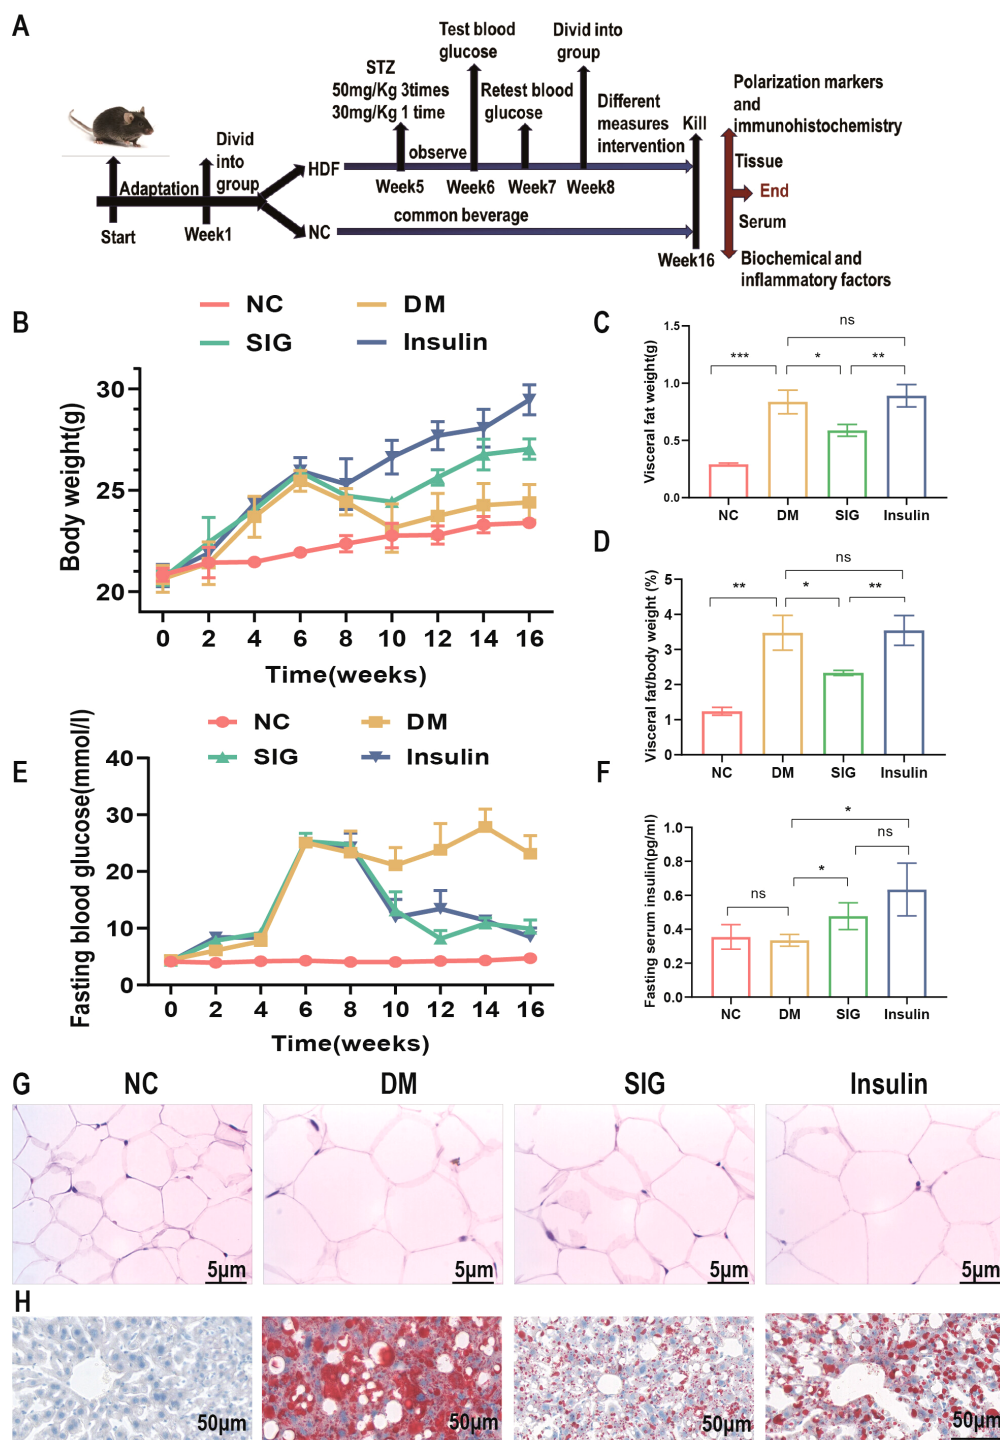 A
Test blood
glucose
Divid into
group
STZ
50mg/Kg 3times
30mg/Kg 1 time
Retest blood
glucose
Different
measures
intervention
Kill
Polarization markers
and
immunohistochemistry
Divid
into
group
observe
HDF
Adaptation
Week5
Week6
Week7
Week8
Tissue
End
Serum
common beverage
NC
Start
Week1
Week16
Biochemical and
inflammatory factors
B
NC
DM
SIG
Insulin
Body weight(g)
30
25
20
0 2 4 6 8 10 12 14 16
Time(weeks)
C
Visceral fat weight(g)
1.5
1.0
0.5
0.0
ns
*** * **
NC DM SIG Insulin
D
Visceral fat/body weight (%)
5
4
3
2
1
0
ns
** * **
NC DM SIG Insulin
E
NC
DM
SIG
Insulin
Fasting blood glucose(mmol/l)
40
30
20
10
0
0 2 4 6 8 10 12 14 16
Time(weeks)
F
Fasting serum insulin(pg/ml)
1.0
0.8
0.6
0.4
0.2
0.0
*
ns
*
ns
NC DM SIG Insulin
G
NC DM SIG Insulin
5μm 5μm 5μm 5μm
H
50μm 50μm 50μm 50μm